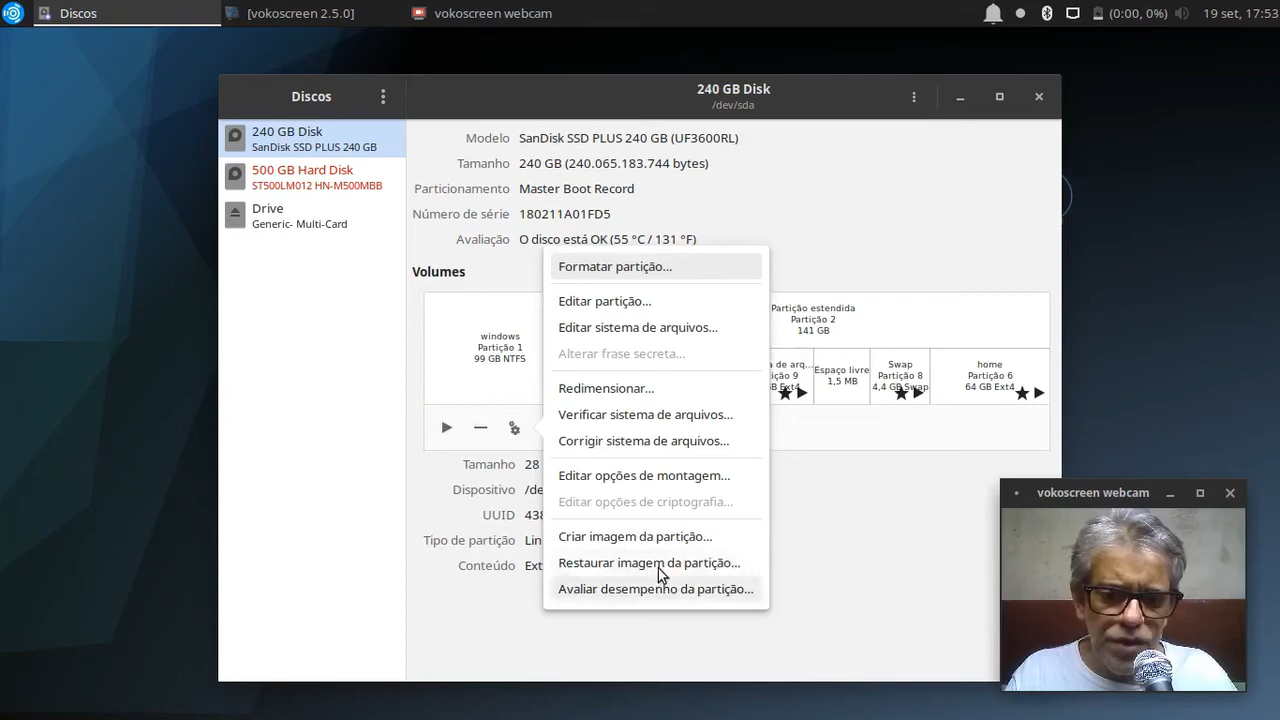 Discos
[vokoscreen 2.5.0]
vokoscreen webcam
(0:00, 0%)
19 set, 17:53
Discos
240 GB Disk
/dev/sda
240 GB Disk
SanDisk SSD PLUS 240 GB
500 GB Hard Disk
ST500LM012 HN-M500MBB
Drive
Generic- Multi-Card
Modelo SanDisk SSD PLUS 240 GB (UF3600RL)
Tamanho 240 GB (240.065.183.744 bytes)
Particionamento Master Boot Record
Número de série 180211A01FD5
Avaliação O disco está OK (55 °C / 131 °F)
Volumes
windows
Partição 1
99 GB NTFS
Partição estendida
Partição 2
141 GB
Espaço livre
1,5 MB
Swap
Partição 8
4,4 GB Swap
home
Partição 6
64 GB Ext4
Formatar partição...
Editar partição...
Editar sistema de arquivos...
Alterar frase secreta...
Redimensionar...
Verificar sistema de arquivos...
Corrigir sistema de arquivos...
Editar opções de montagem...
Editar opções de criptografia...
Criar imagem da partição...
Restaurar imagem da partição...
Avaliar desempenho da partição...
Tamanho 28
Dispositivo /de
UUID 438
Tipo de partição Lin
Conteúdo Ext
vokoscreen webcam